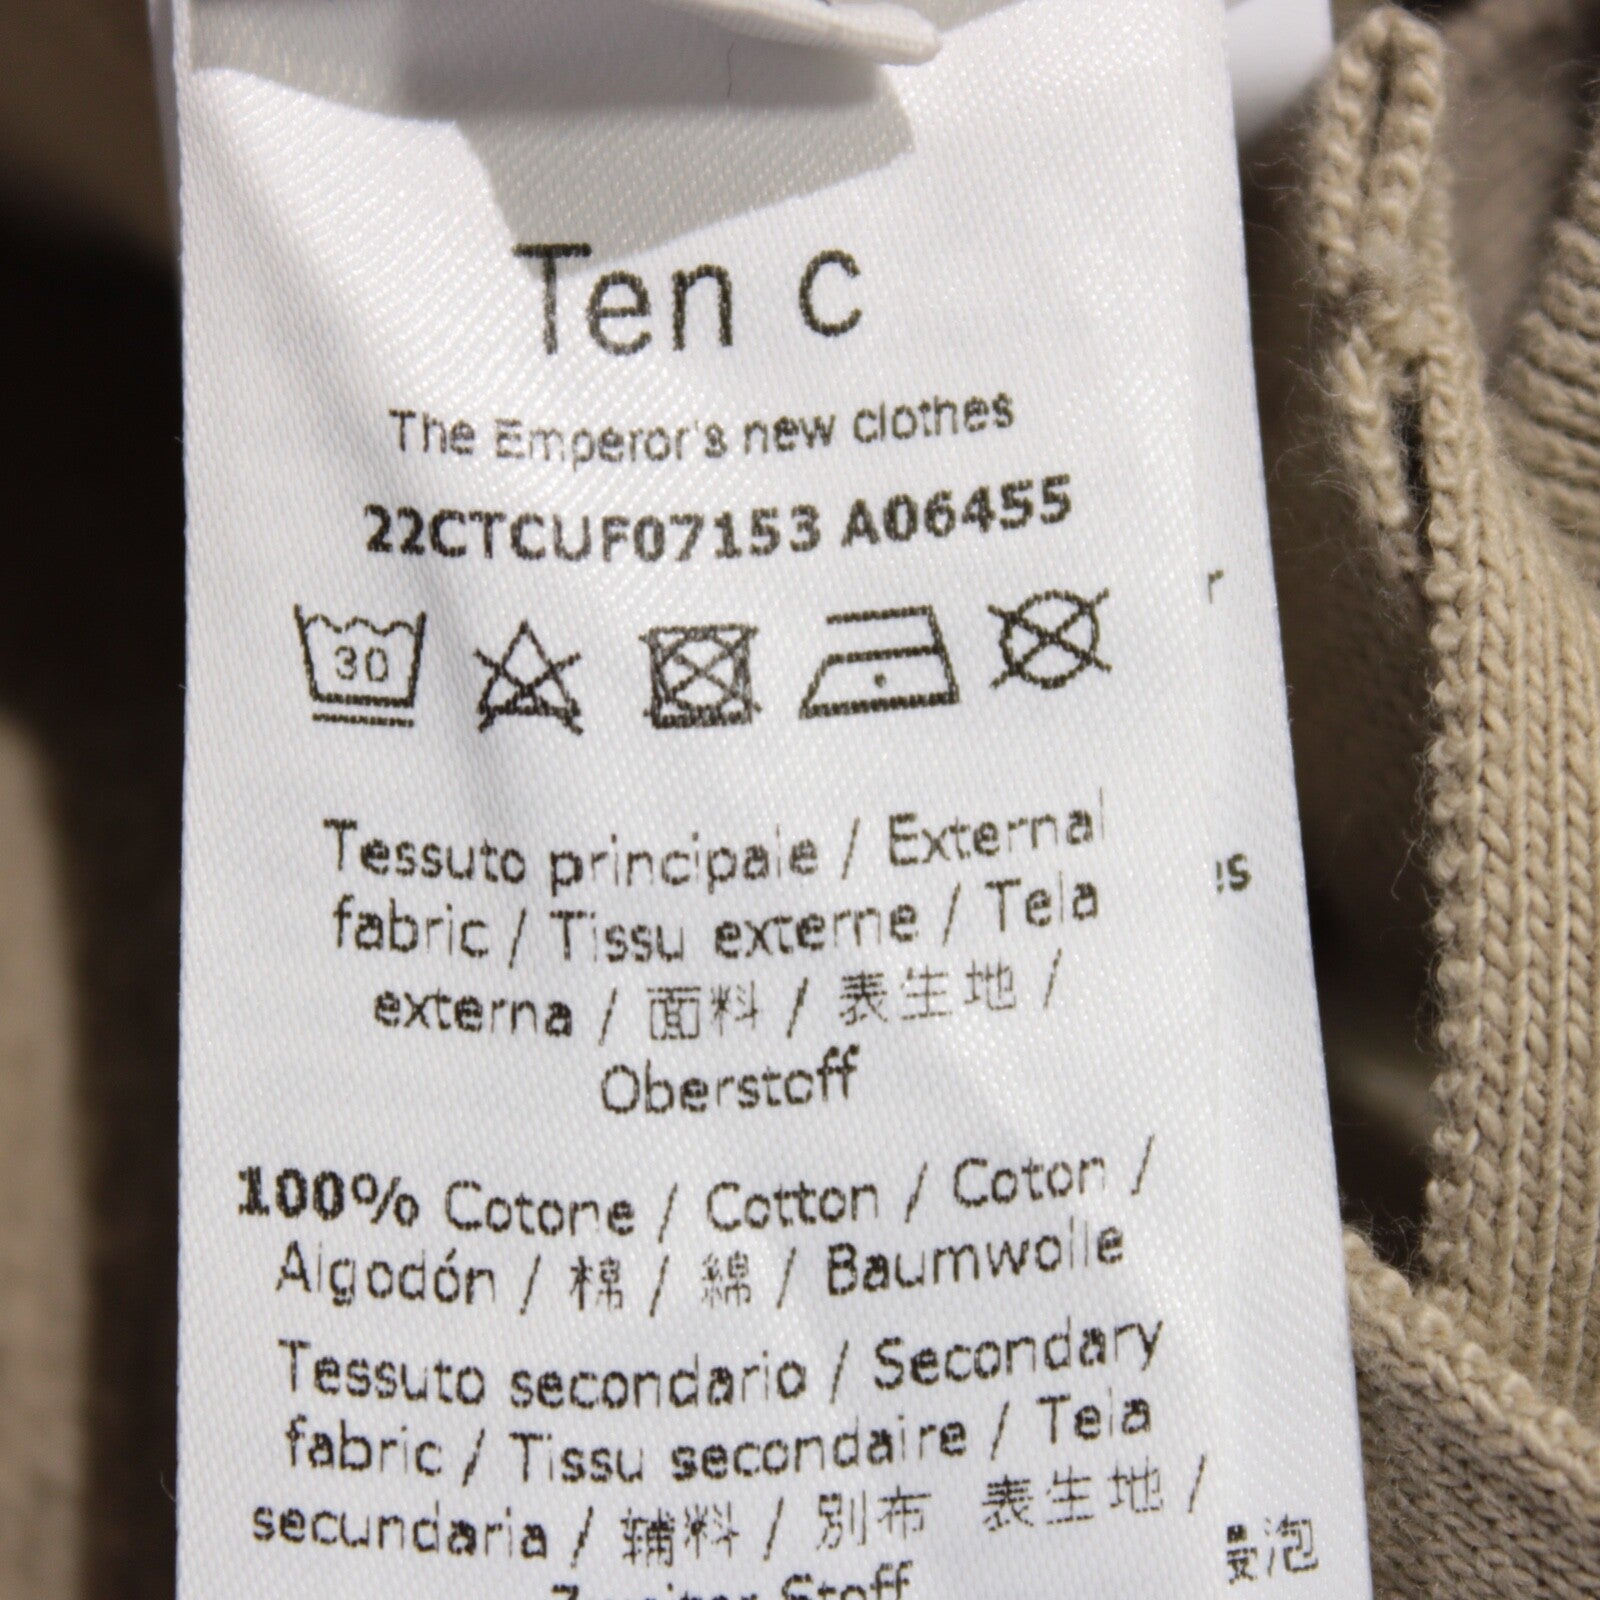 Ten c
The Emperor's new clothes
22CTCUF07153 A06455
30
Tessuto principale / External
fabric / Tissu externe / Tela
externa / 面料 / 表生地 /
Oberstoff
100% Cotone / Cotton / Coton /
Algodón / 棉 / 綿 / Baumwolle
Tessuto secondario / Secondary
fabric / Tissu secondaire / Tela
secundaria / 辅料 / 別布 表生地 /
Zweiter Stoff